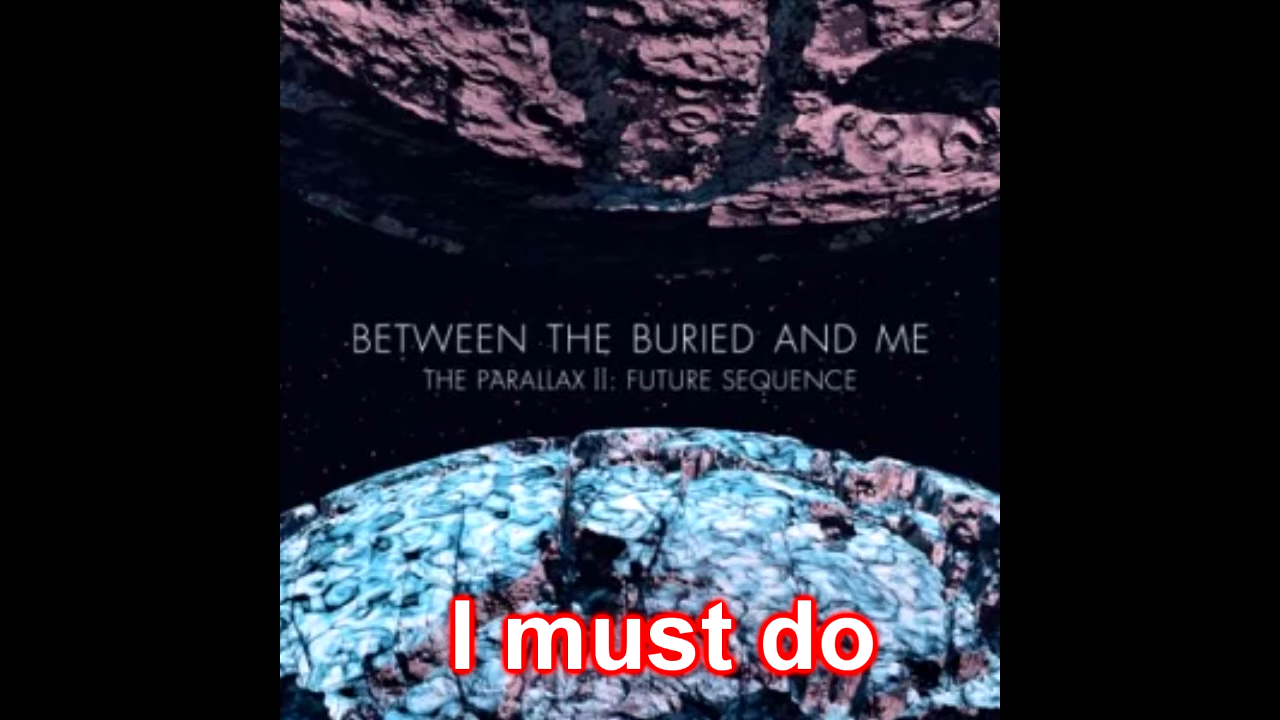 BETWEEN THE BURIED AND ME
THE PARALLAX II: FUTURE SEQUENCE
I must do